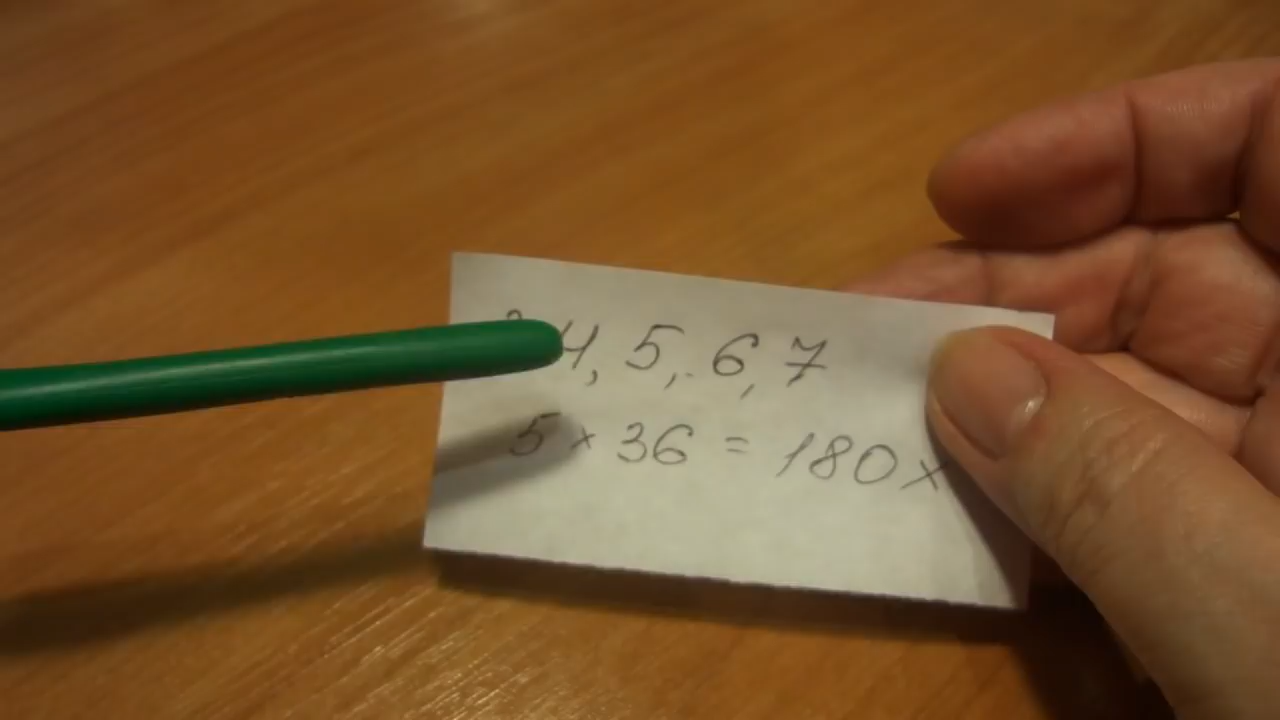 4, 5, 6, 7
5 x 36 = 180 x